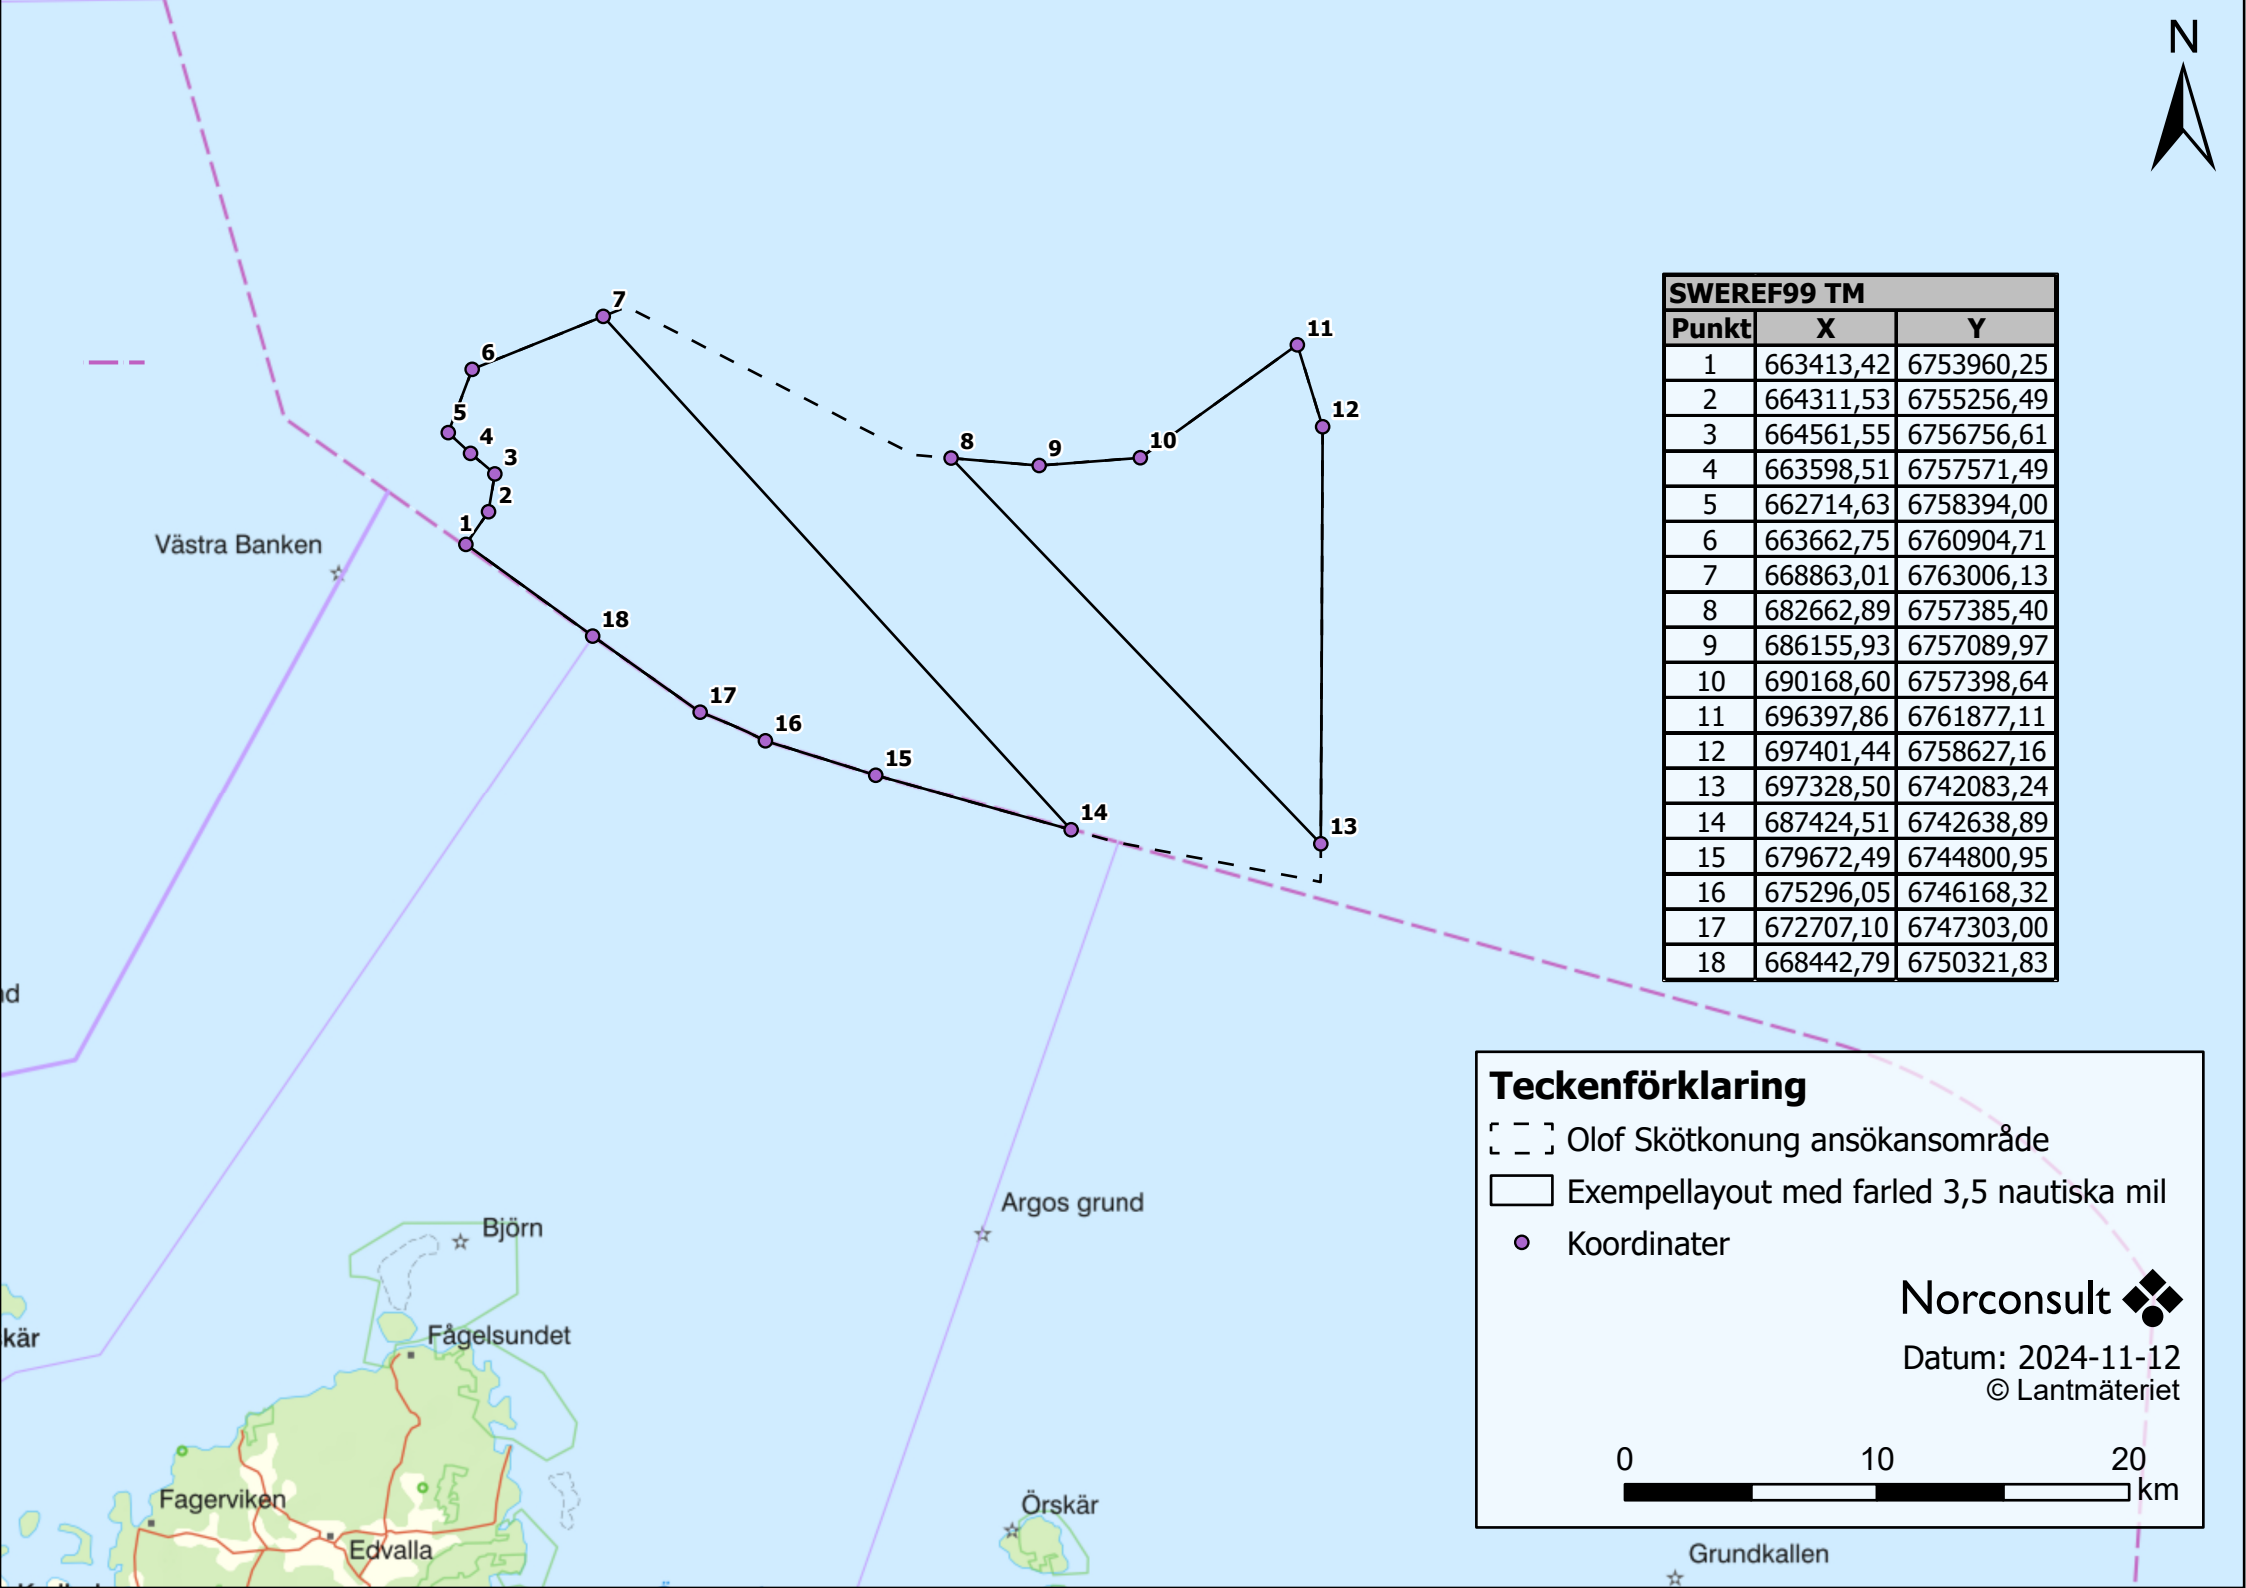 N
7
11
6
12
5
4
8
9
10
3
2
1
Västra Banken
18
17
16
15
14
13
SWEREF99 TM
Punkt X Y
1 663413,42 6753960,25
2 664311,53 6755256,49
3 664561,55 6756756,61
4 663598,51 6757571,49
5 662714,63 6758394,00
6 663662,75 6760904,71
7 668863,01 6763006,13
8 682662,89 6757385,40
9 686155,93 6757089,97
10 690168,60 6757398,64
11 696397,86 6761877,11
12 697401,44 6758627,16
13 697328,50 6742083,24
14 687424,51 6742638,89
15 679672,49 6744800,95
16 675296,05 6746168,32
17 672707,10 6747303,00
18 668442,79 6750321,83
Teckenförklaring
Olof Skötkonung ansökansområde
Exempellayout med farled 3,5 nautiska mil
Koordinater
Norconsult
Datum: 2024-11-12
© Lantmäteriet
0 10 20
km
Argos grund
Björn
kär
Fågelsundet
Fagerviken
Edvalla
Örskär
Grundkallen